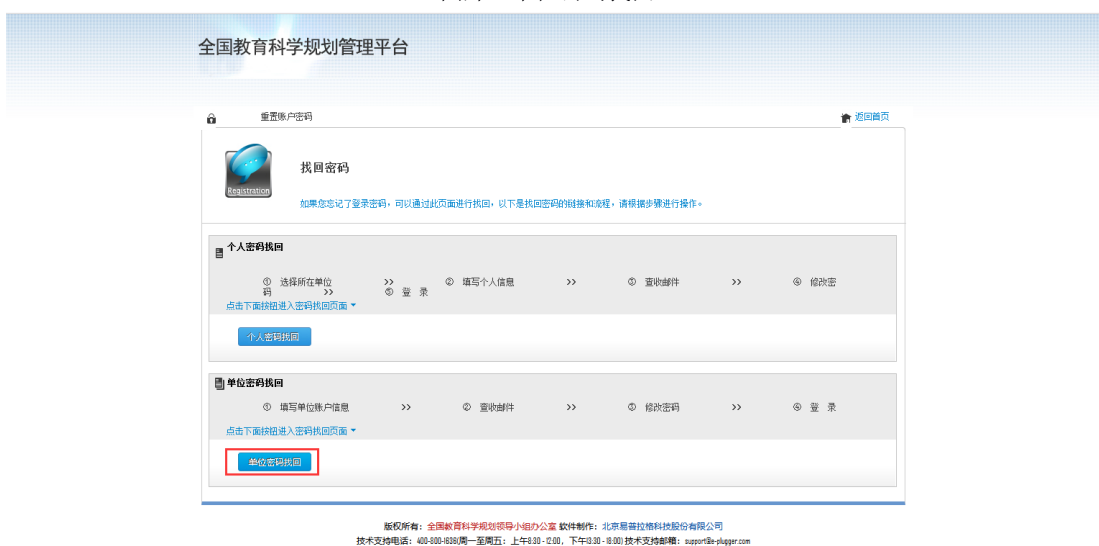 全国教育科学规划管理平台
重置账户密码
返回首页
找回密码
Registration
如果您忘记了登录密码，可以通过此页面进行找回，以下是找回密码的链接和流程，请根据步骤进行操作。
个人密码找回
① 选择所在单位 >> ② 填写个人信息 >> ③ 查收邮件 >> ④ 修改密
码 >> ⑤ 登 录
点击下面按钮进入密码找回页面
个人密码找回
单位密码找回
① 填写单位账户信息 >> ② 查收邮件 >> ③ 修改密码 >> ④ 登 录
点击下面按钮进入密码找回页面
单位密码找回
版权所有：全国教育科学规划领导小组办公室 软件制作：北京易普拉格科技股份有限公司
技术支持电话：400-800-1636(周一至周五：上午8:30-12:00，下午13:30-18:00) 技术支持邮箱：support@e-plugger.com